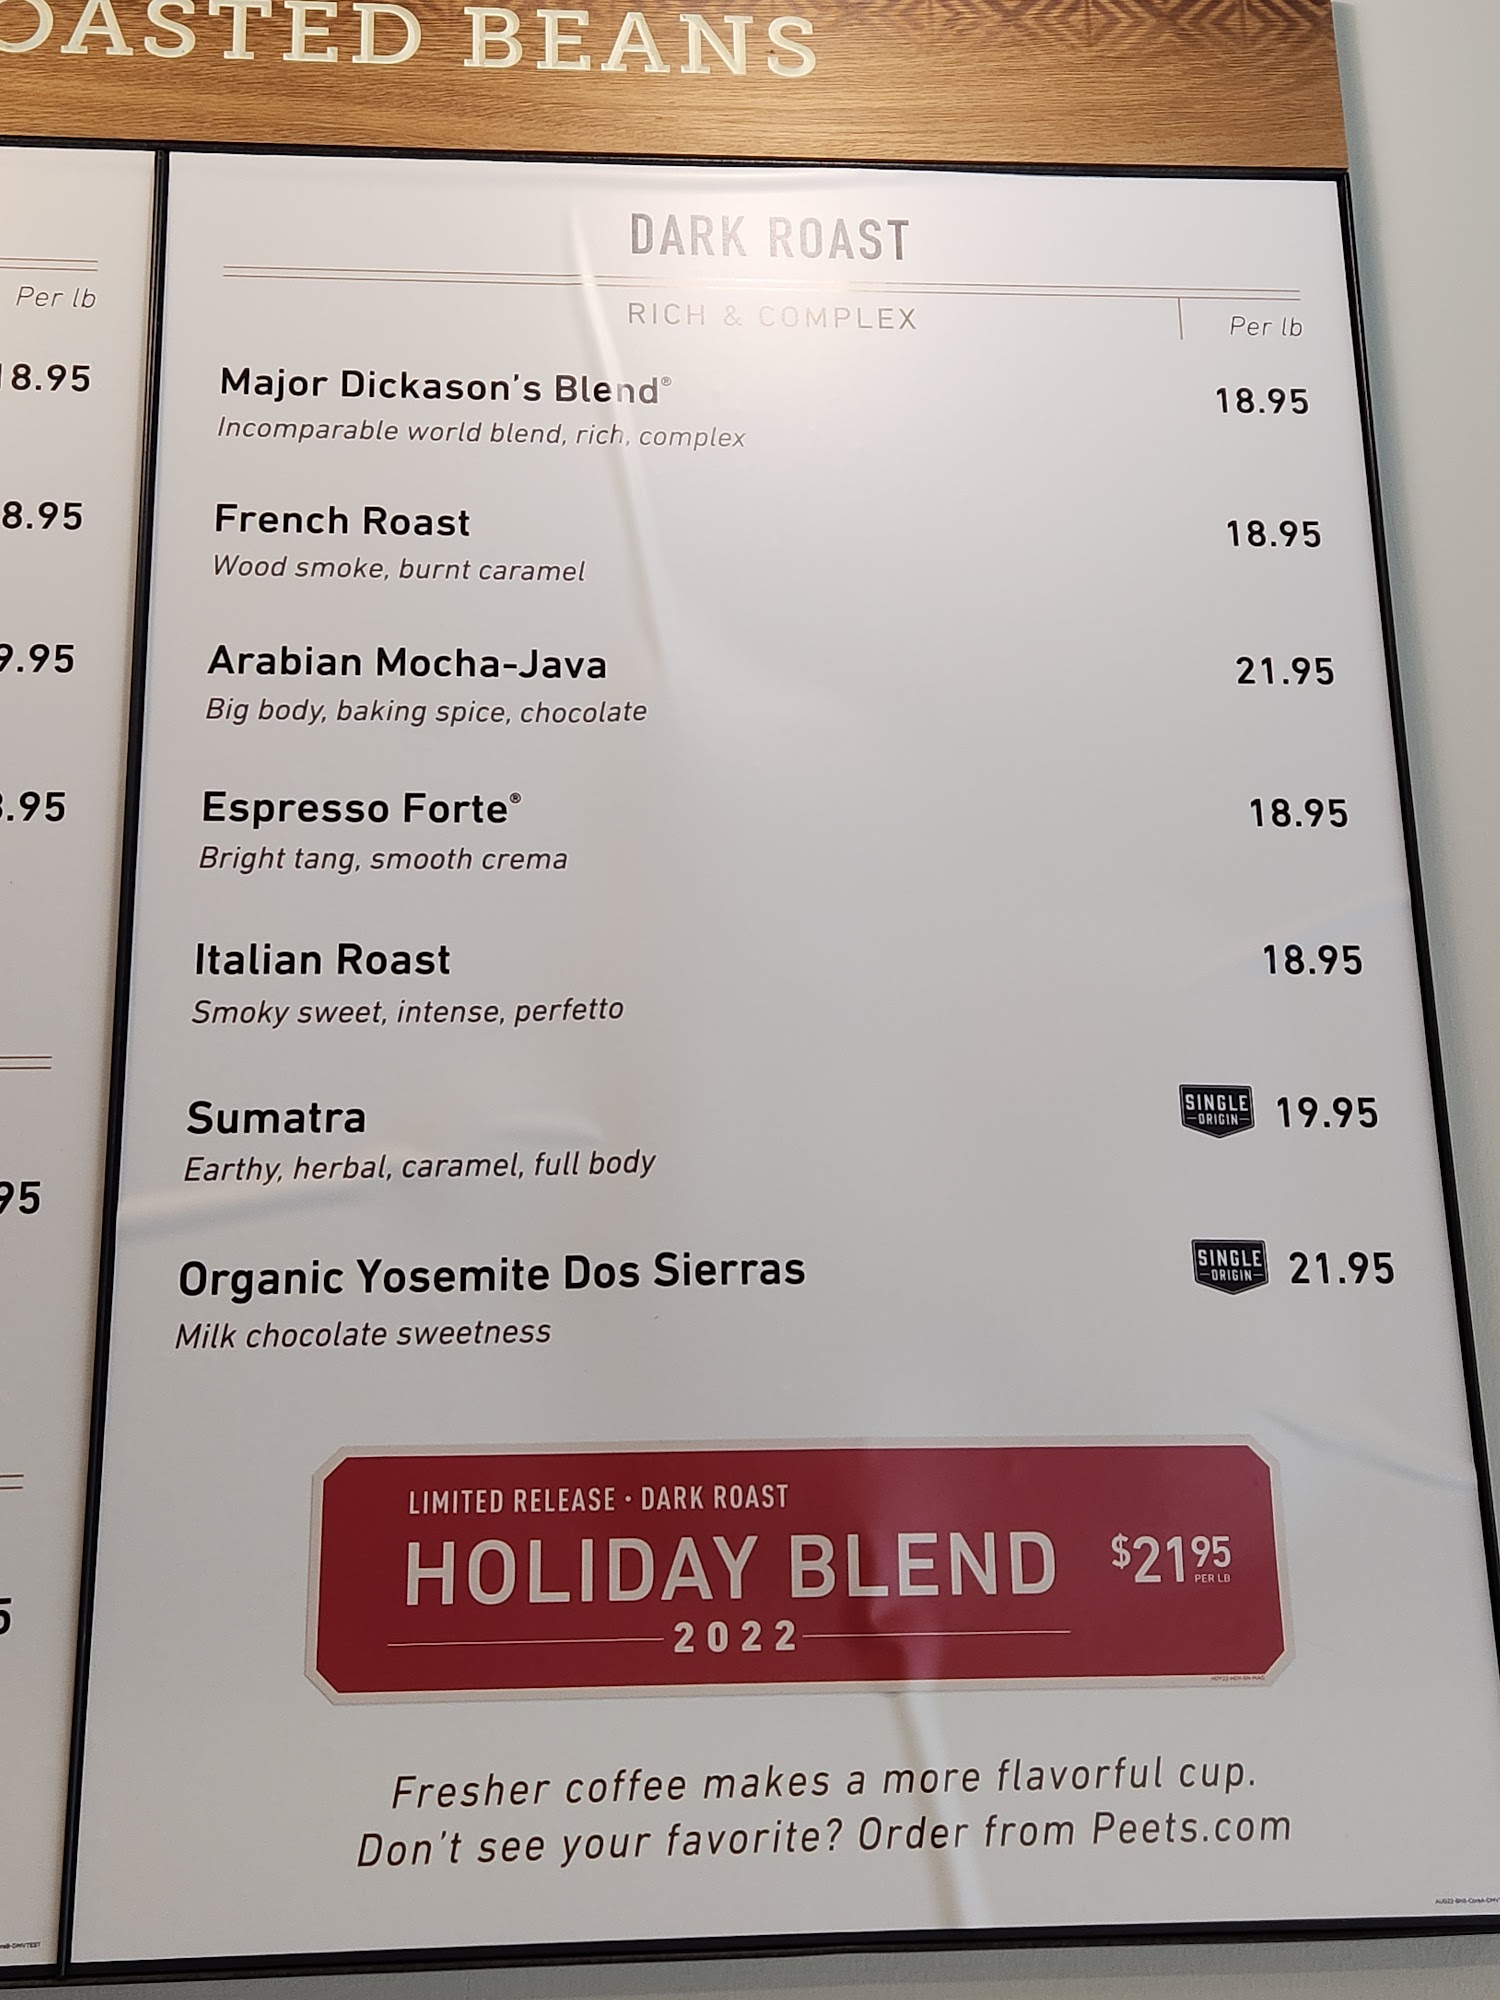 OASTED BEANS
Per lb
8.95
8.95
9.95
.95
95
5
DARK ROAST
RICH & COMPLEX
Per lb
Major Dickason's Blend® 18.95
Incomparable world blend, rich, complex
French Roast 18.95
Wood smoke, burnt caramel
Arabian Mocha-Java 21.95
Big body, baking spice, chocolate
Espresso Forte® 18.95
Bright tang, smooth crema
Italian Roast 18.95
Smoky sweet, intense, perfetto
Sumatra SINGLE ORIGIN 19.95
Earthy, herbal, caramel, full body
Organic Yosemite Dos Sierras SINGLE ORIGIN 21.95
Milk chocolate sweetness
LIMITED RELEASE • DARK ROAST
HOLIDAY BLEND $2195 PER LB
2022
Fresher coffee makes a more flavorful cup.
Don't see your favorite? Order from Peets.com